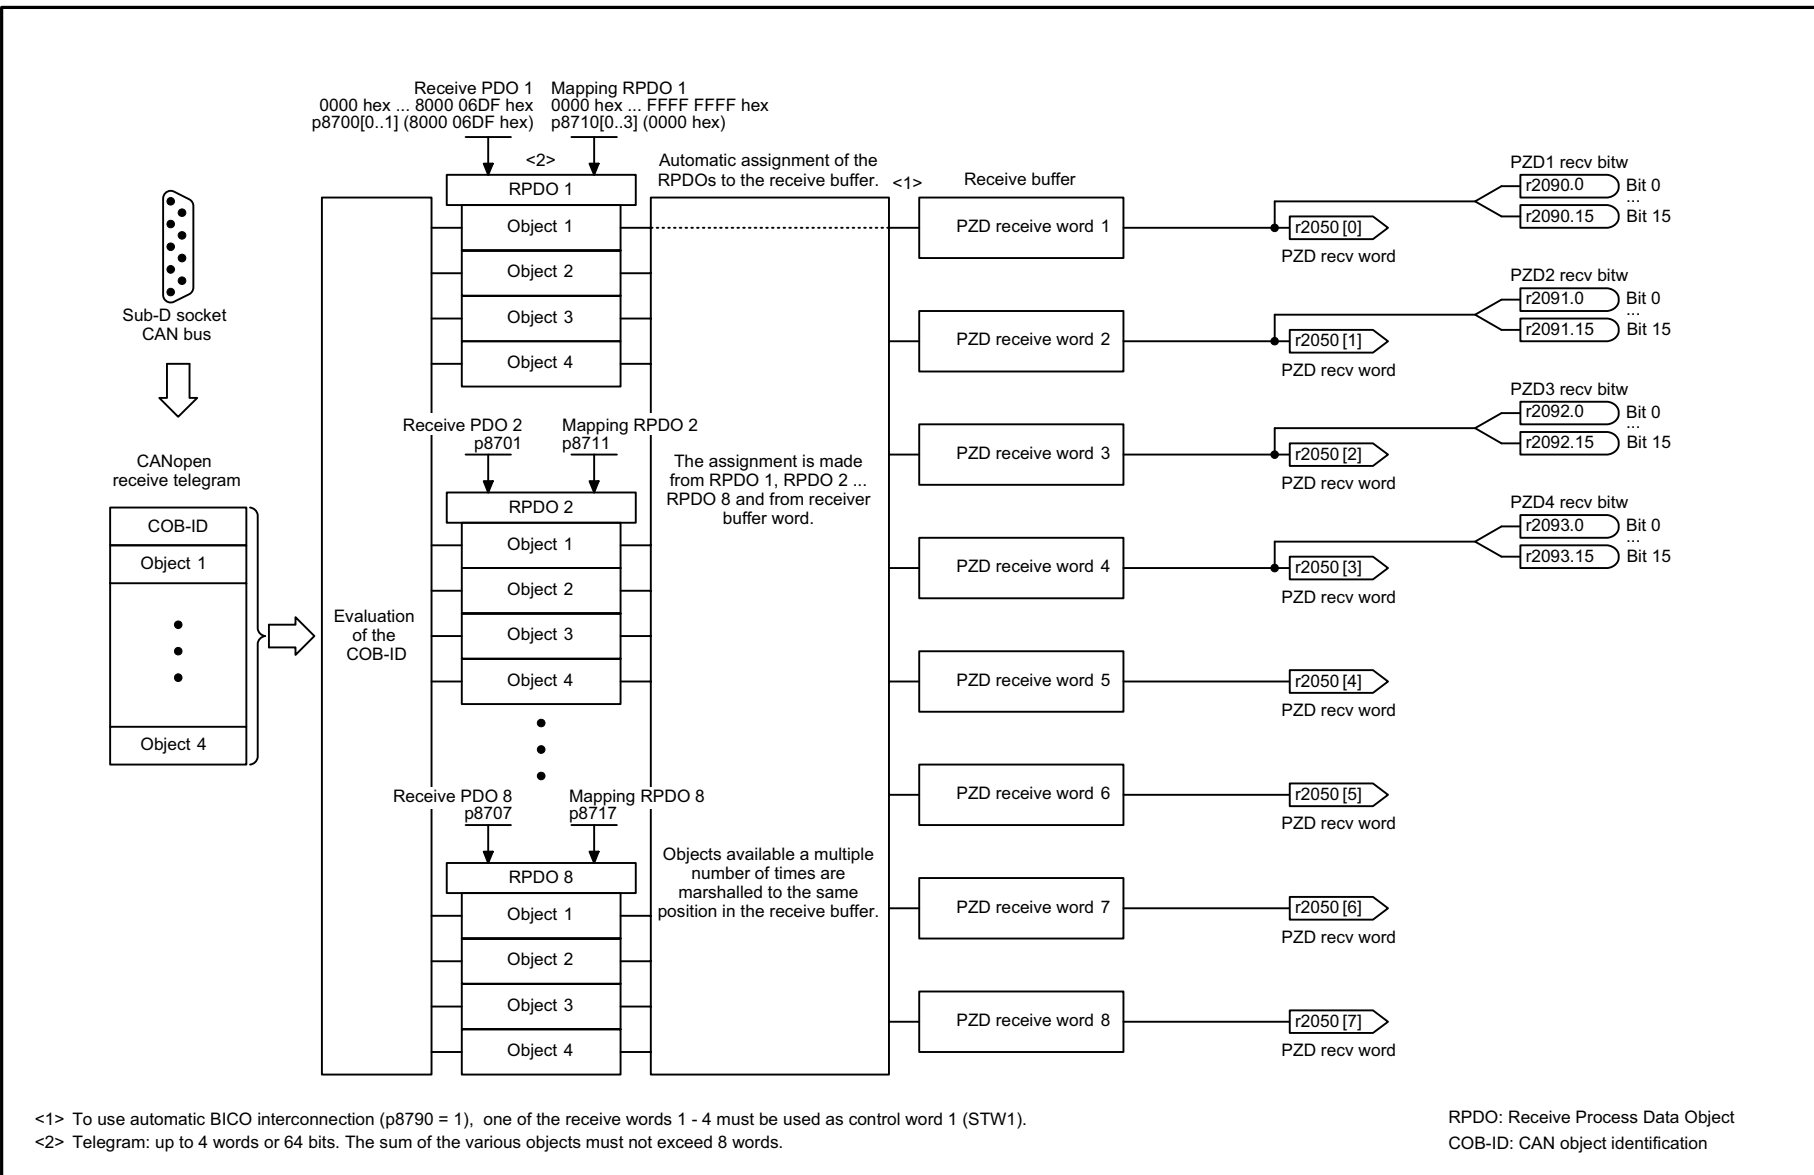 Receive PDO 1
0000 hex ... 8000 06DF hex
p8700[0..1] (8000 06DF hex)
Mapping RPDO 1
0000 hex ... FFFF FFFF hex
p8710[0..3] (0000 hex)
<2>
RPDO 1
Object 1
Object 2
Object 3
Object 4
Sub-D socket
CAN bus
CANopen
receive telegram
COB-ID
Object 1
Object 4
Evaluation
of the
COB-ID
Receive PDO 2
p8701
Mapping RPDO 2
p8711
RPDO 2
Object 1
Object 2
Object 3
Object 4
Receive PDO 8
p8707
Mapping RPDO 8
p8717
RPDO 8
Object 1
Object 2
Object 3
Object 4
Automatic assignment of the
RPDOs to the receive buffer.
The assignment is made
from RPDO 1, RPDO 2 ...
RPDO 8 and from receiver
buffer word.
Objects available a multiple
number of times are
marshalled to the same
position in the receive buffer.
<1>
Receive buffer
PZD receive word 1
PZD receive word 2
PZD receive word 3
PZD receive word 4
PZD receive word 5
PZD receive word 6
PZD receive word 7
PZD receive word 8
r2050 [0]
PZD recv word
r2050 [1]
PZD recv word
r2050 [2]
PZD recv word
r2050 [3]
PZD recv word
r2050 [4]
PZD recv word
r2050 [5]
PZD recv word
r2050 [6]
PZD recv word
r2050 [7]
PZD recv word
PZD1 recv bitw
r2090.0 Bit 0
...
r2090.15 Bit 15
PZD2 recv bitw
r2091.0 Bit 0
...
r2091.15 Bit 15
PZD3 recv bitw
r2092.0 Bit 0
...
r2092.15 Bit 15
PZD4 recv bitw
r2093.0 Bit 0
...
r2093.15 Bit 15
<1> To use automatic BICO interconnection (p8790 = 1), one of the receive words 1 - 4 must be used as control word 1 (STW1).
<2> Telegram: up to 4 words or 64 bits. The sum of the various objects must not exceed 8 words.
RPDO: Receive Process Data Object
COB-ID: CAN object identification